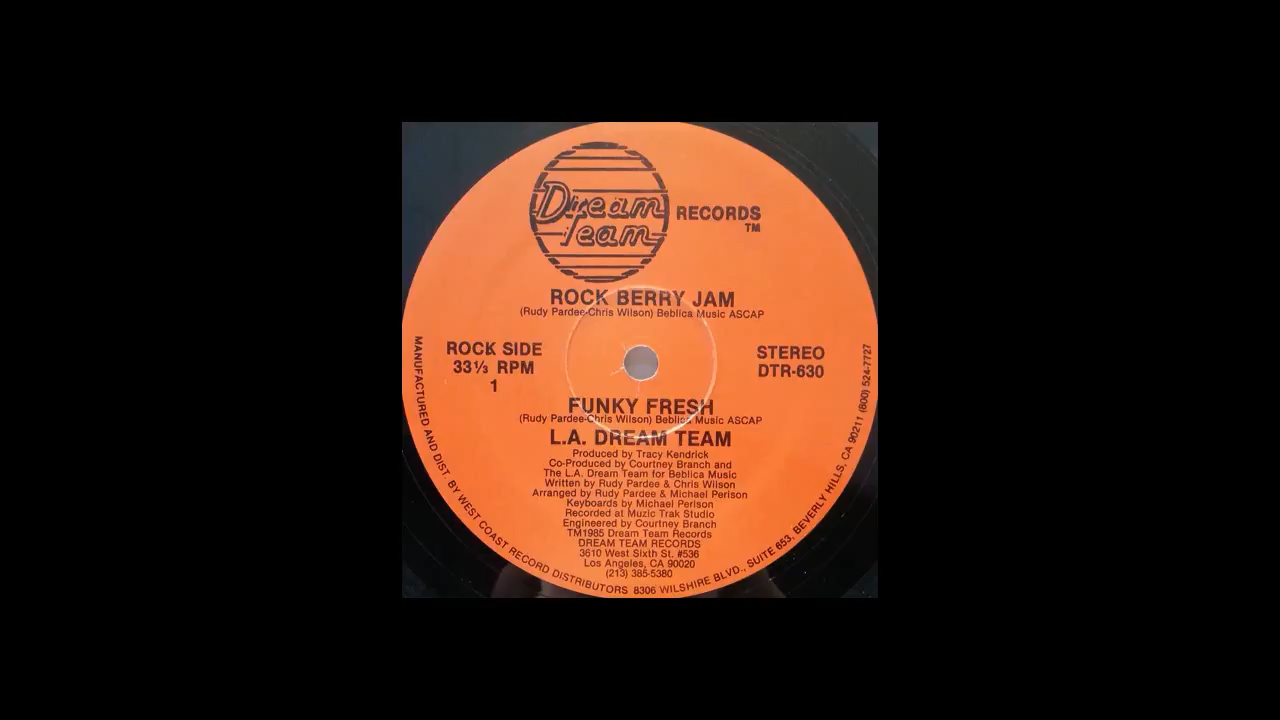 Dream
Team
RECORDS
TM
ROCK BERRY JAM
(Rudy Pardee-Chris Wilson) Beblica Music ASCAP
ROCK SIDE
33⅓ RPM
1
STEREO
DTR-630
FUNKY FRESH
(Rudy Pardee-Chris Wilson) Beblica Music ASCAP
L.A. DREAM TEAM
Produced by Tracy Kendrick
Co-Produced by Courtney Branch and
The L.A. Dream Team for Beblica Music
Written by Rudy Pardee & Chris Wilson
Arranged by Rudy Pardee & Michael Perison
Keyboards by Michael Perison
Recorded at Muzic Trak Studio
Engineered by Courtney Branch
TM1985 Dream Team Records
DREAM TEAM RECORDS
3610 West Sixth St. #536
Los Angeles, CA 90020
(213) 385-5380
MANUFACTURED AND DIST. BY WEST COAST RECORD DISTRIBUTORS 8306 WILSHIRE BLVD., SUITE 653, BEVERLY HILLS, CA 90211 (800) 524-7727